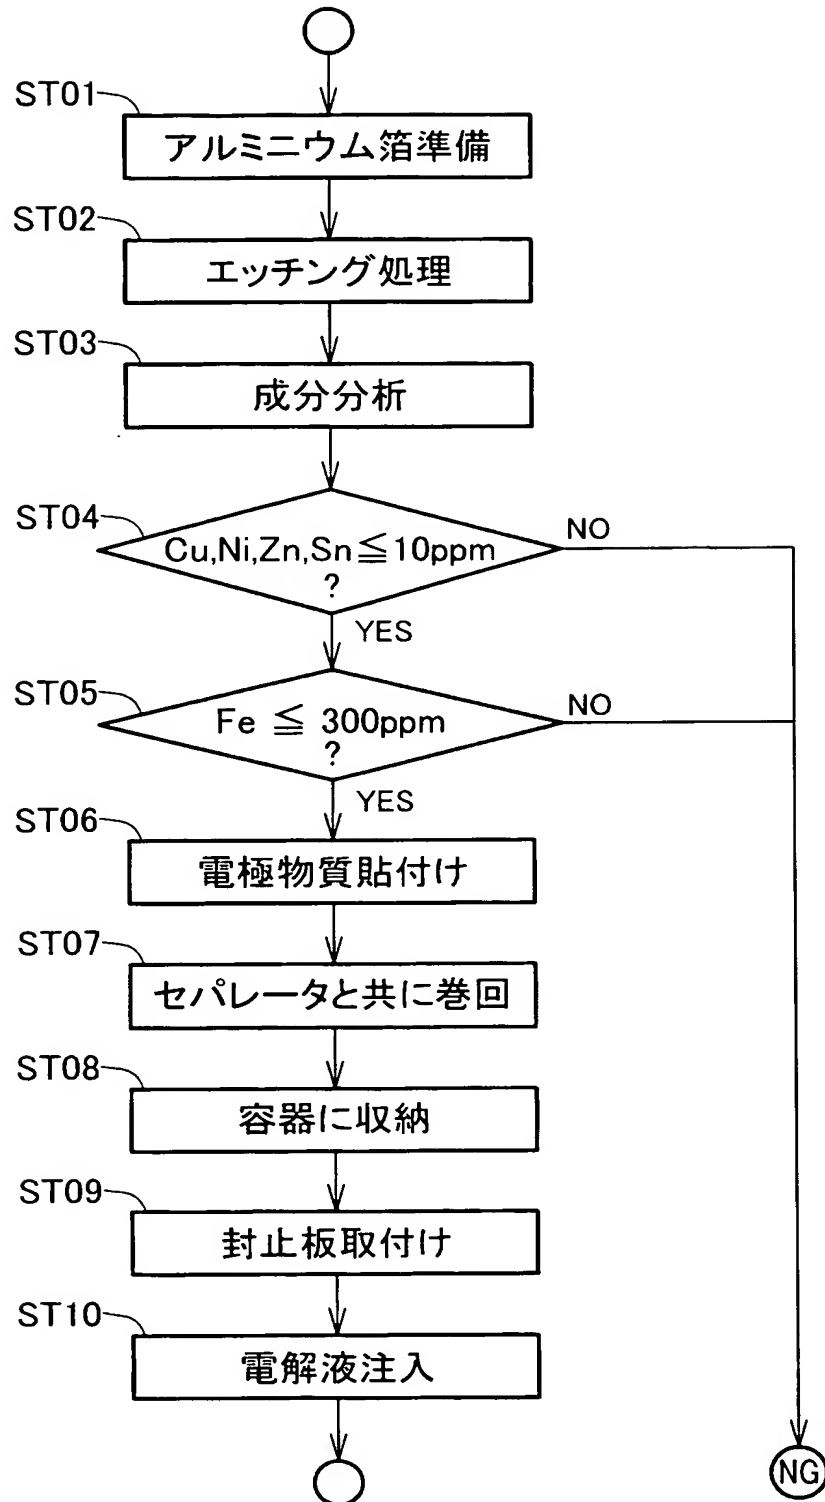 ST01
アルミニウム箔準備
ST02
エッチング処理
ST03
成分分析
ST04
Cu,Ni,Zn,Sn≦10ppm
?
NO
YES
ST05
Fe ≦ 300ppm
?
NO
YES
ST06
電極物質貼付け
ST07
セパレータと共に巻回
ST08
容器に収納
ST09
封止板取付け
ST10
電解液注入
NG